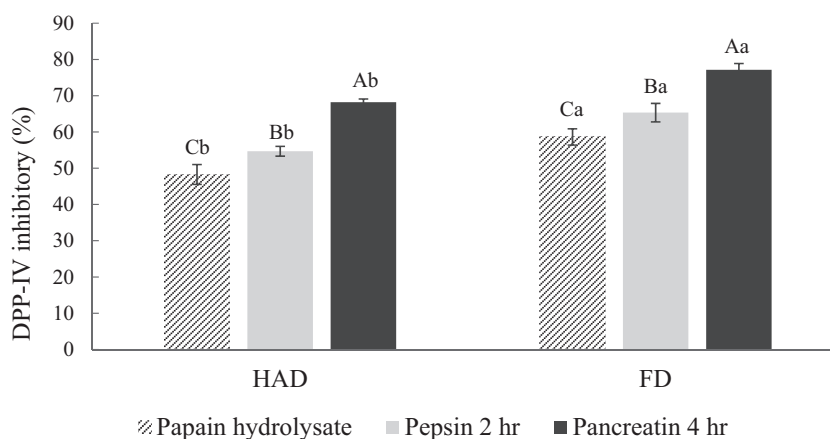 DPP-IV inhibitory (%)
90
80
70
60
50
40
30
20
10
0
Cb
Bb
Ab
Ca
Ba
Aa
HAD
FD
Papain hydrolysate
Pepsin 2 hr
Pancreatin 4 hr